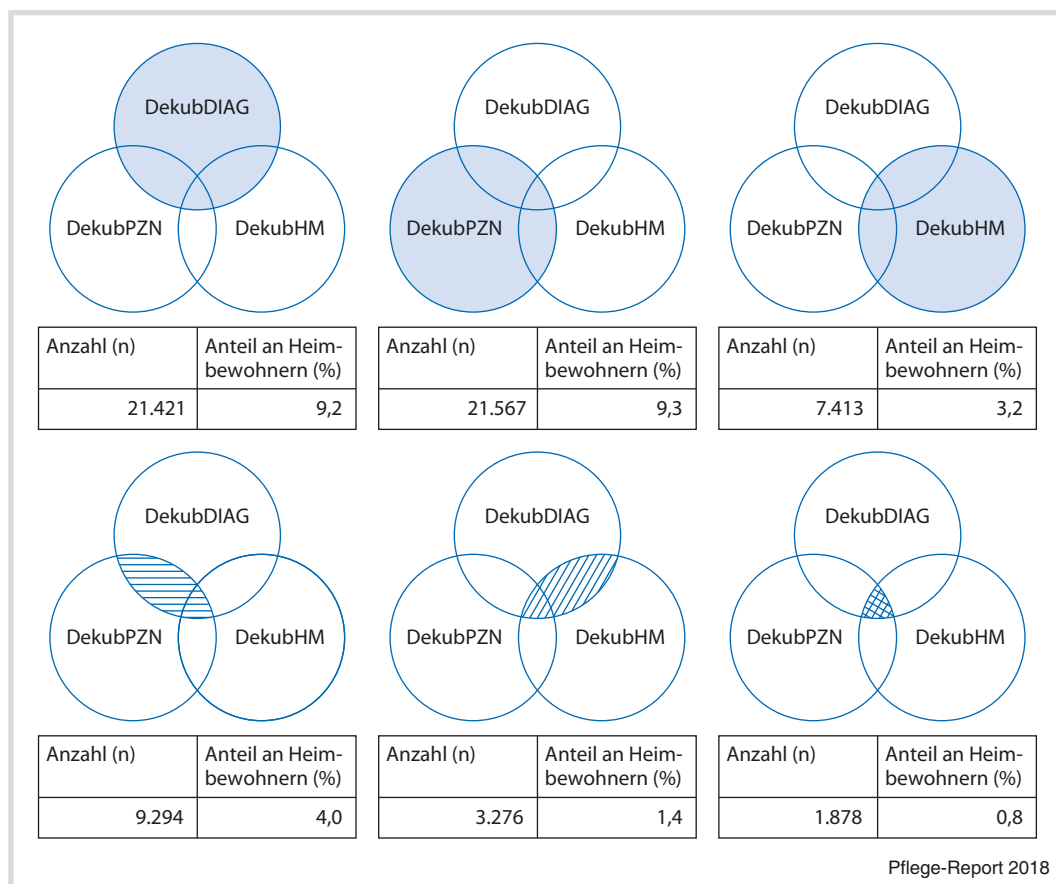 DekubDIAG
DekubPZN DekubHM
Anzahl (n) Anteil an Heim-
bewohnern (%)
21.421 9,2
DekubDIAG
DekubPZN DekubHM
Anzahl (n) Anteil an Heim-
bewohnern (%)
21.567 9,3
DekubDIAG
DekubPZN DekubHM
Anzahl (n) Anteil an Heim-
bewohnern (%)
7.413 3,2
DekubDIAG
DekubPZN DekubHM
Anzahl (n) Anteil an Heim-
bewohnern (%)
9.294 4,0
DekubDIAG
DekubPZN DekubHM
Anzahl (n) Anteil an Heim-
bewohnern (%)
3.276 1,4
DekubDIAG
DekubPZN DekubHM
Anzahl (n) Anteil an Heim-
bewohnern (%)
1.878 0,8
Pflege-Report 2018